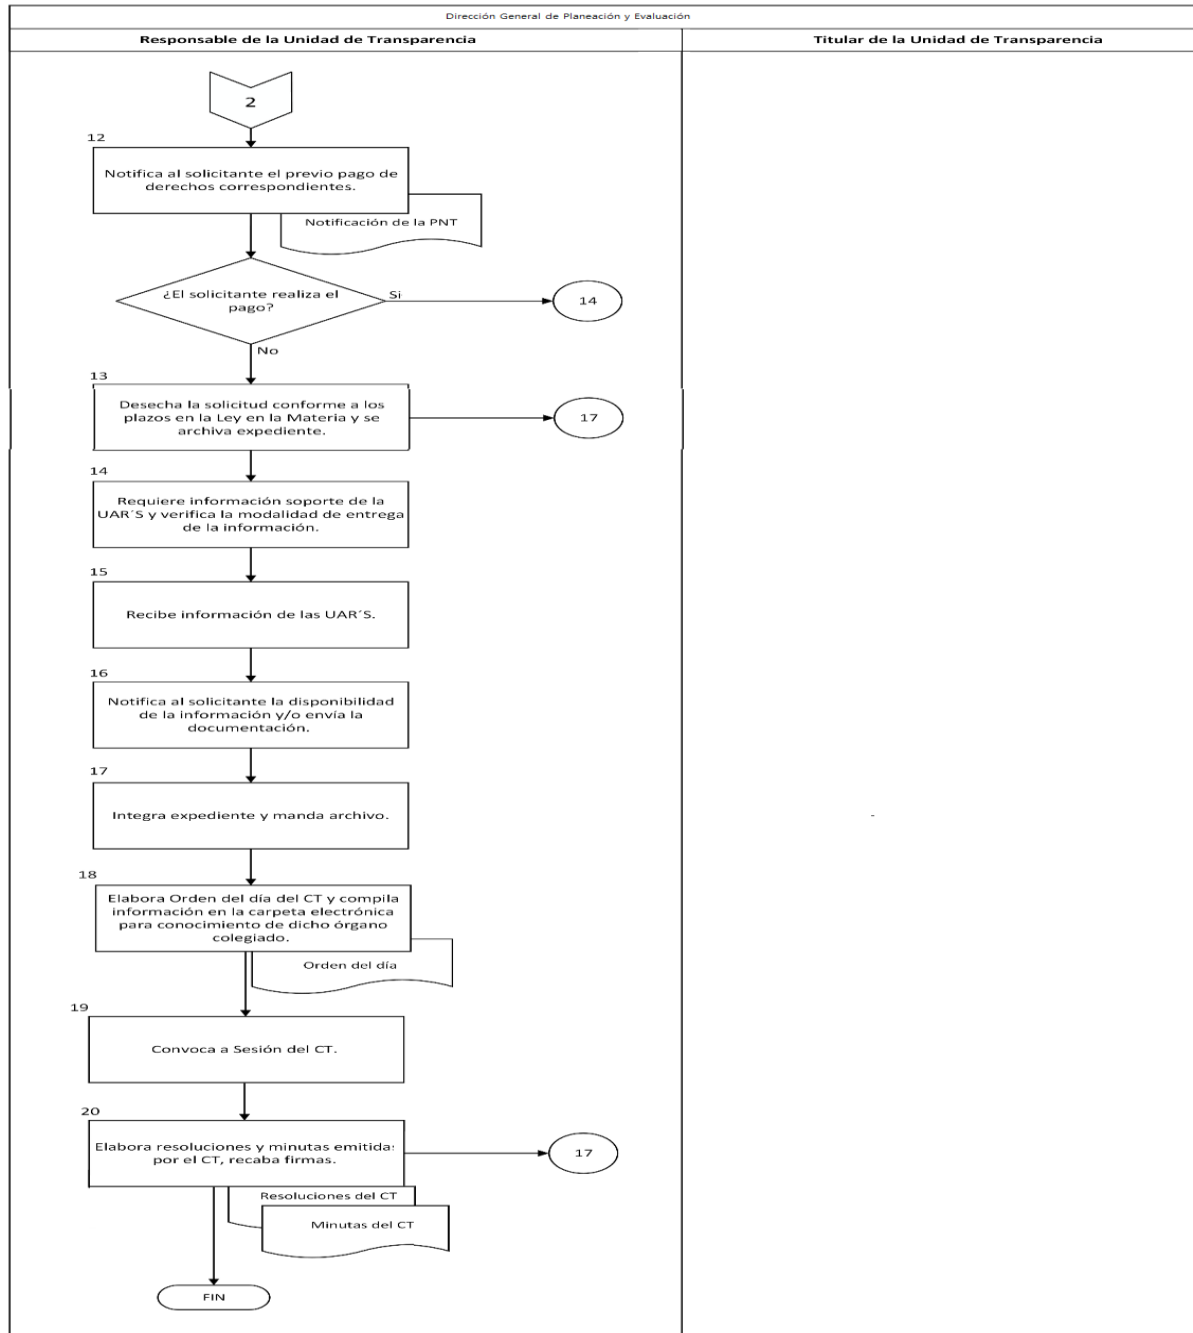 Dirección General de Planeación y Evaluación
Responsable de la Unidad de Transparencia
Titular de la Unidad de Transparencia
2
12
Notifica al solicitante el previo pago de
derechos correspondientes.
Notificación de la PNT
¿El solicitante realiza el
pago?
Si
14
No
13
Desecha la solicitud conforme a los
plazos en la Ley en la Materia y se
archiva expediente.
17
14
Requiere información soporte de la
UAR´S y verifica la modalidad de entrega
de la información.
15
Recibe información de las UAR´S.
16
Notifica al solicitante la disponibilidad
de la información y/o envía la
documentación.
17
Integra expediente y manda archivo.
-
18
Elabora Orden del día del CT y compila
información en la carpeta electrónica
para conocimiento de dicho órgano
colegiado.
Orden del día
19
Convoca a Sesión del CT.
20
Elabora resoluciones y minutas emitidas
por el CT, recaba firmas.
17
Resoluciones del CT
Minutas del CT
FIN